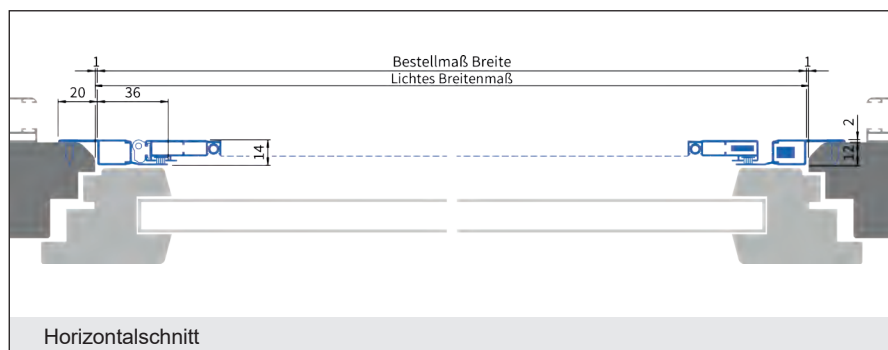 1 Bestellmaß Breite 1
Lichtes Breitenmaß
20 36
2
14 12
Horizontalschnitt